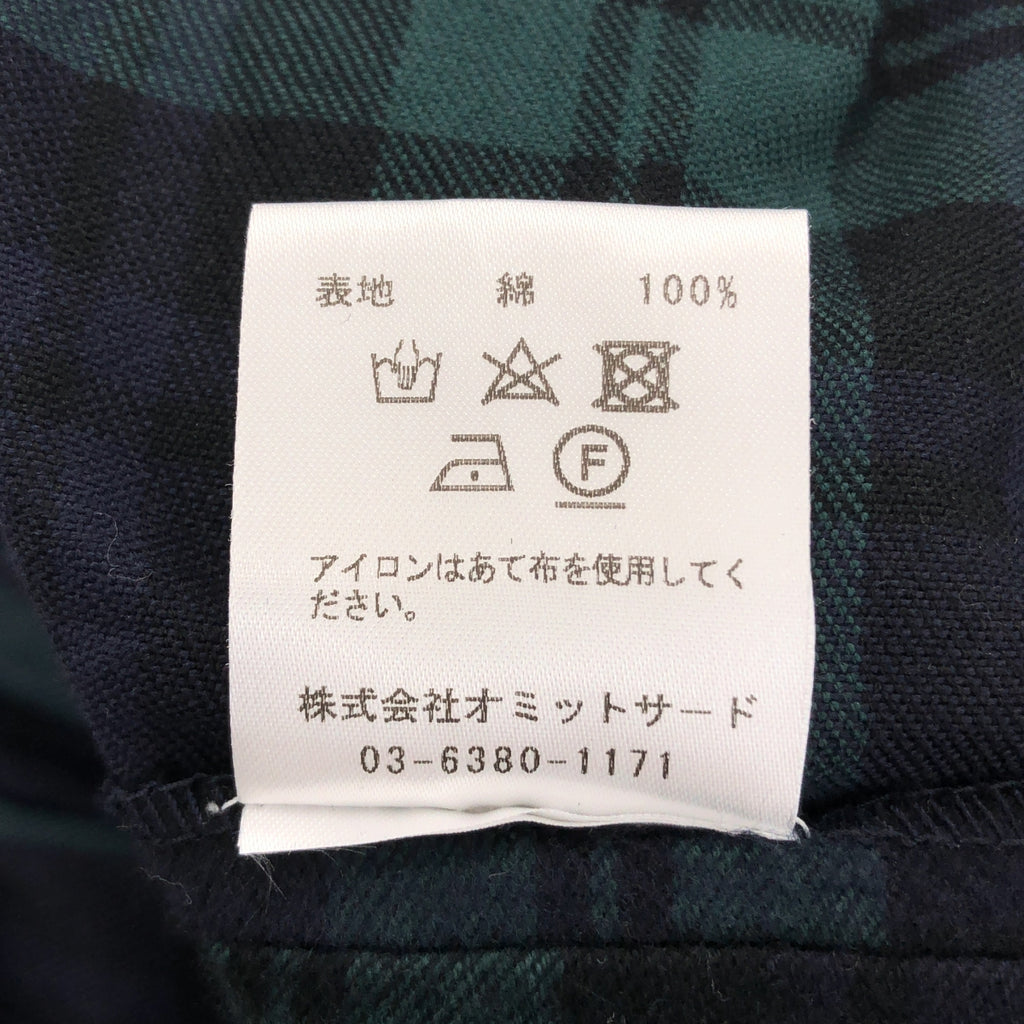 表地 綿 100%
F
アイロンはあて布を使用してく
ださい。
株式会社オミットサード
03-6380-1171